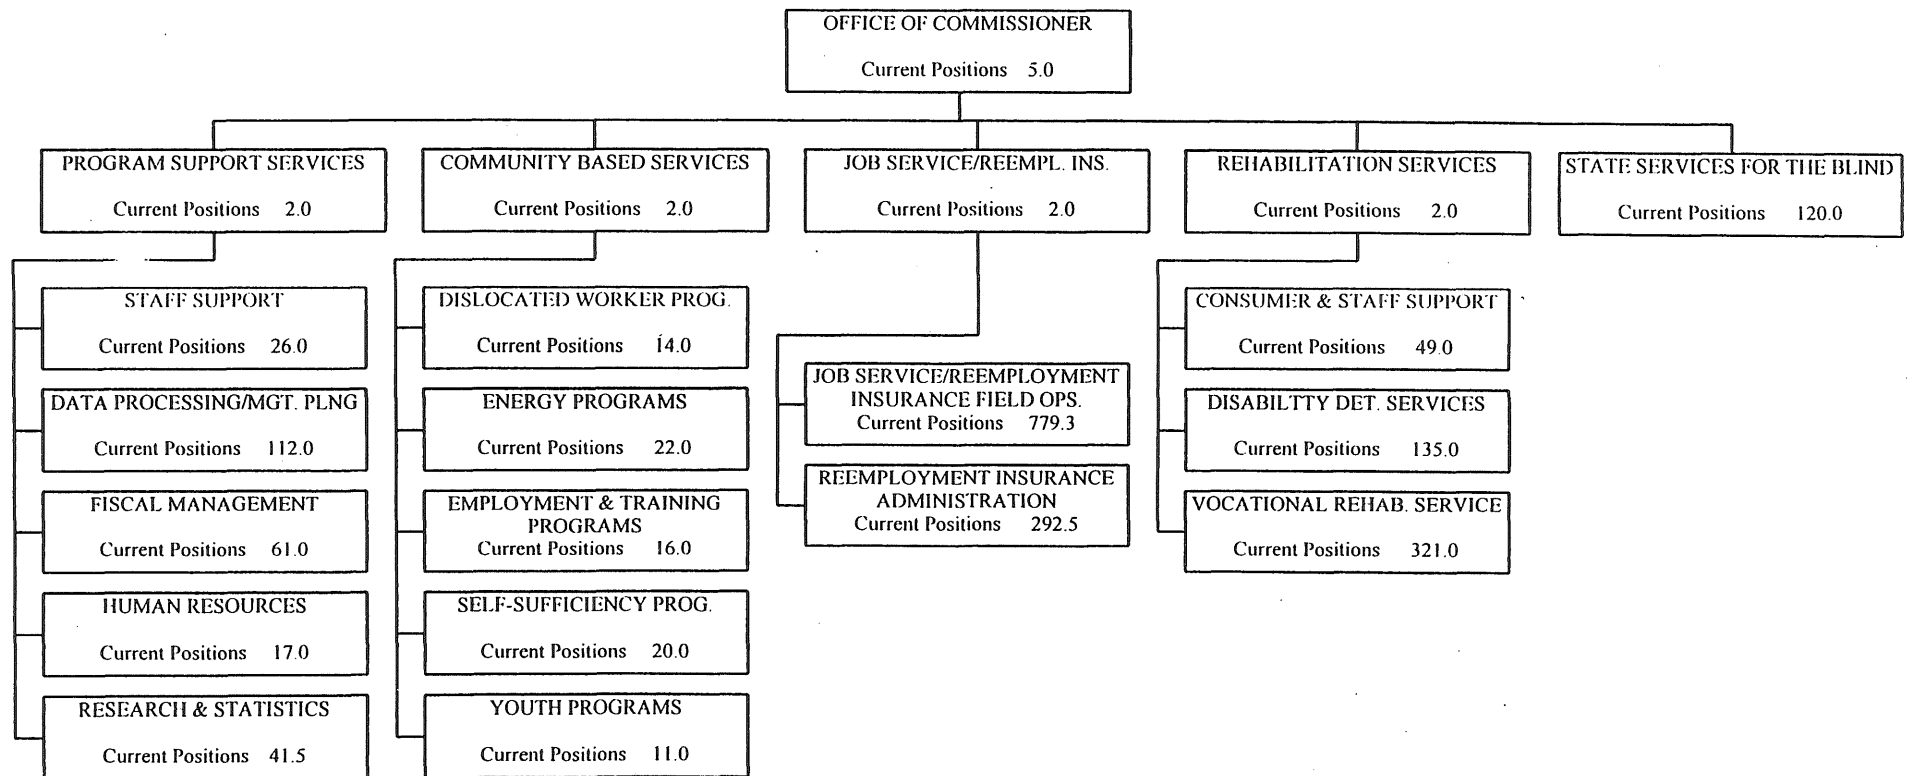 OFFICE OF COMMISSIONER
Current Positions 5.0
PROGRAM SUPPORT SERVICES
Current Positions 2.0
COMMUNITY BASED SERVICES
Current Positions 2.0
JOB SERVICE/REEMPL. INS.
Current Positions 2.0
REHABILITATION SERVICES
Current Positions 2.0
STATE SERVICES FOR THE BLIND
Current Positions 120.0
STAFF SUPPORT
Current Positions 26.0
DATA PROCESSING/MGT. PLNG
Current Positions 112.0
FISCAL MANAGEMENT
Current Positions 61.0
HUMAN RESOURCES
Current Positions 17.0
RESEARCH & STATISTICS
Current Positions 41.5
DISLOCATED WORKER PROG.
Current Positions 14.0
ENERGY PROGRAMS
Current Positions 22.0
EMPLOYMENT & TRAINING
PROGRAMS
Current Positions 16.0
SELF-SUFFICIENCY PROG.
Current Positions 20.0
YOUTH PROGRAMS
Current Positions 11.0
JOB SERVICE/REEMPLOYMENT
INSURANCE FIELD OPS.
Current Positions 779.3
REEMPLOYMENT INSURANCE
ADMINISTRATION
Current Positions 292.5
CONSUMER & STAFF SUPPORT
Current Positions 49.0
DISABILTTY DET. SERVICES
Current Positions 135.0
VOCATIONAL REHAB. SERVICE
Current Positions 321.0